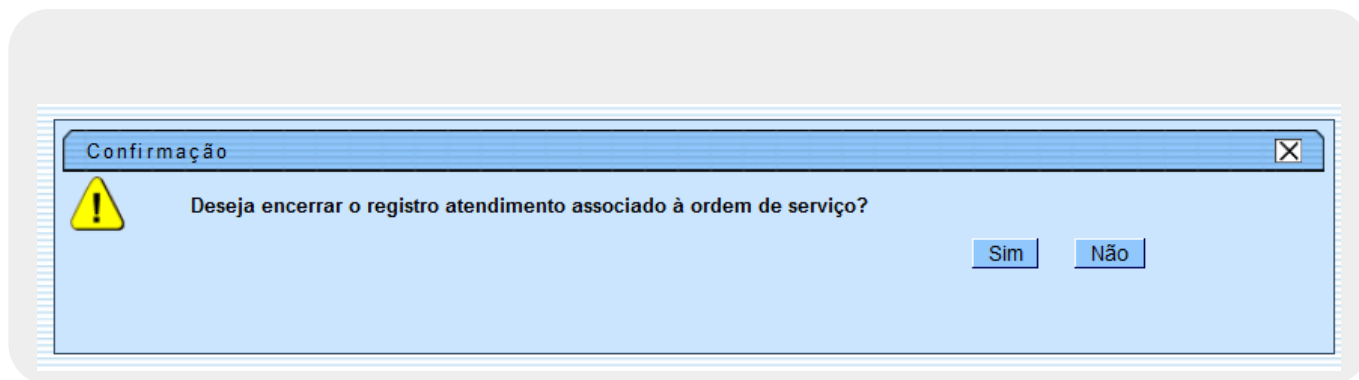 Confirmação
Deseja encerrar o registro atendimento associado à ordem de serviço?
Sim Não